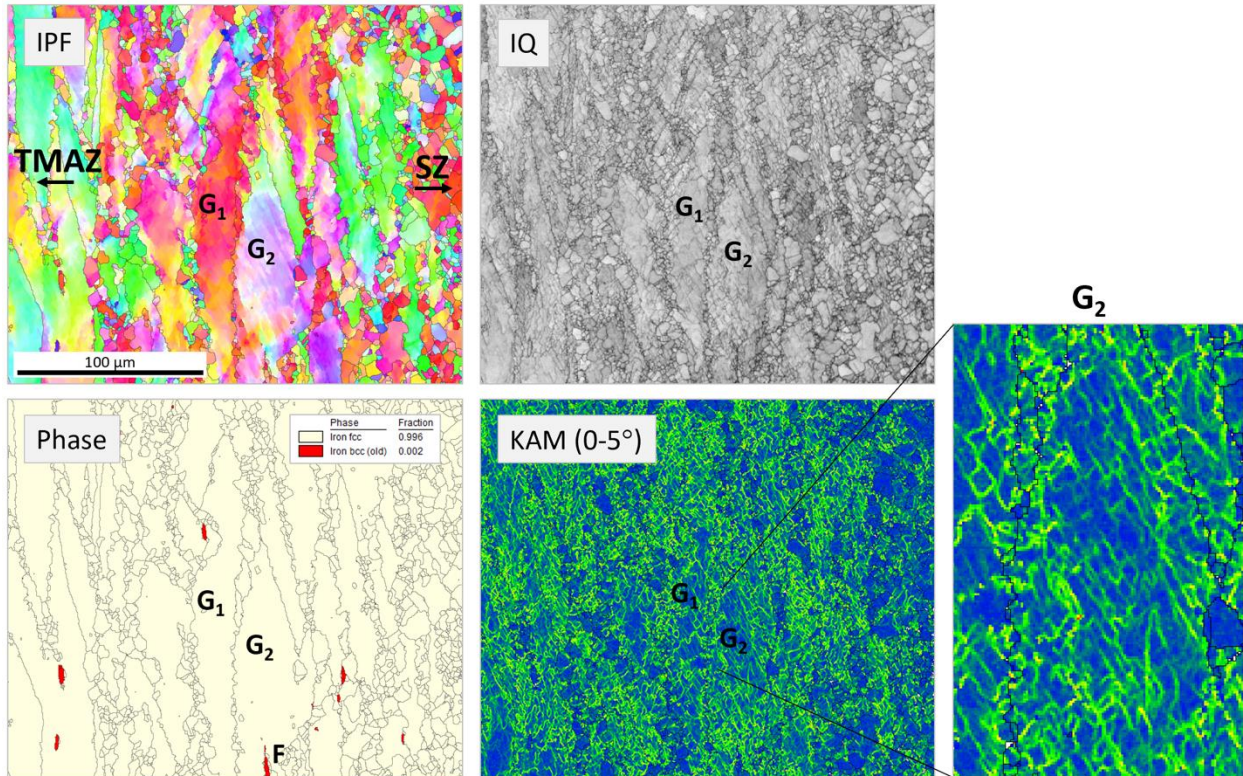 IPF
TMAZ
SZ
G₁
G₂
100 µm
IQ
G₁
G₂
G₂
Phase
Phase Fraction
Iron fcc 0.996
Iron bcc (old) 0.002
G₁
G₂
F
KAM (0-5°)
G₁
G₂